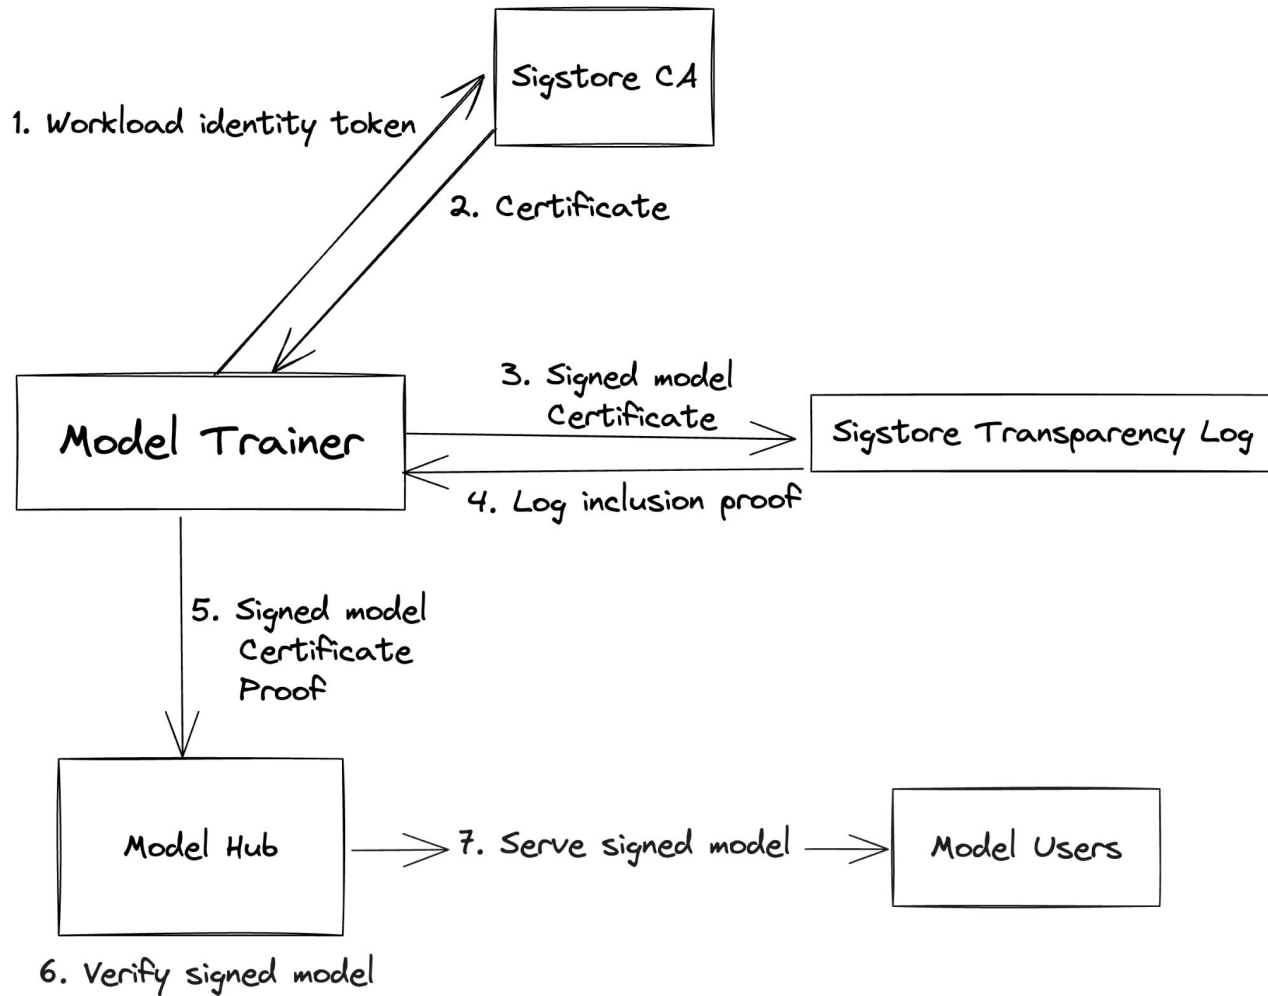 Sigstore CA
1. Workload identity token
2. Certificate
3. Signed model
Certificate
Model Trainer
Sigstore Transparency Log
4. Log inclusion proof
5. Signed model
Certificate
Proof
Model Hub
7. Serve signed model
Model Users
6. Verify signed model